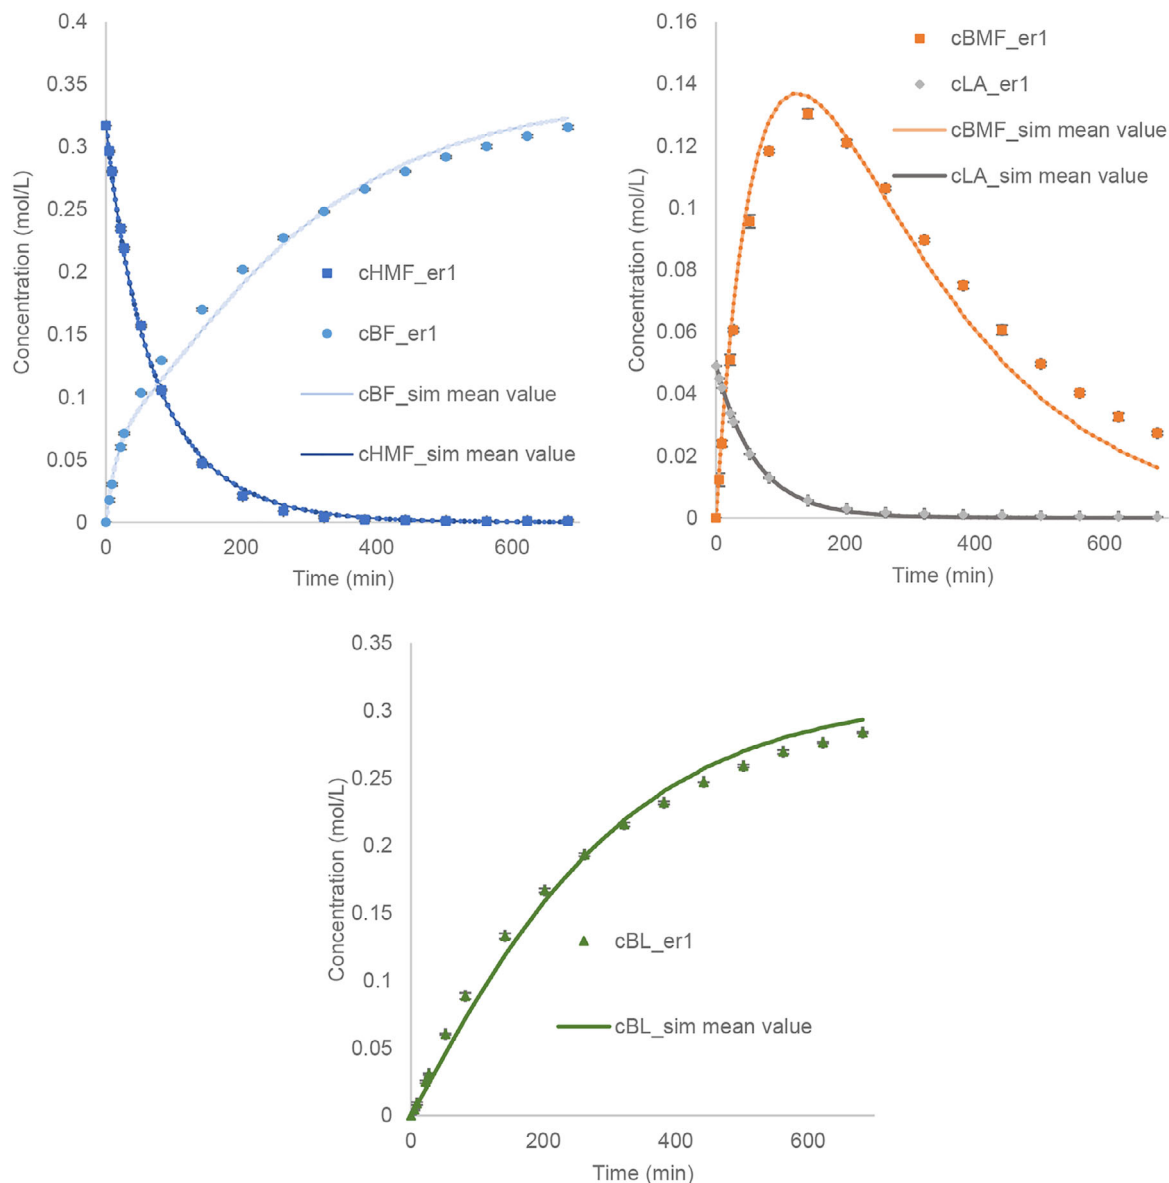 0.4
0.35
0.3
0.25
0.2
0.15
0.1
0.05
0
Concentration (mol/L)
cHMF_er1
cBF_er1
cBF_sim mean value
cHMF_sim mean value
0 200 400 600
Time (min)
0.16
0.14
0.12
0.1
0.08
0.06
0.04
0.02
0
Concentration (mol/L)
cBMF_er1
cLA_er1
cBMF_sim mean value
cLA_sim mean value
0 200 400 600
Time (min)
0.35
0.3
0.25
0.2
0.15
0.1
0.05
0
Concentration (mol/L)
cBL_er1
cBL_sim mean value
0 200 400 600
Time (min)